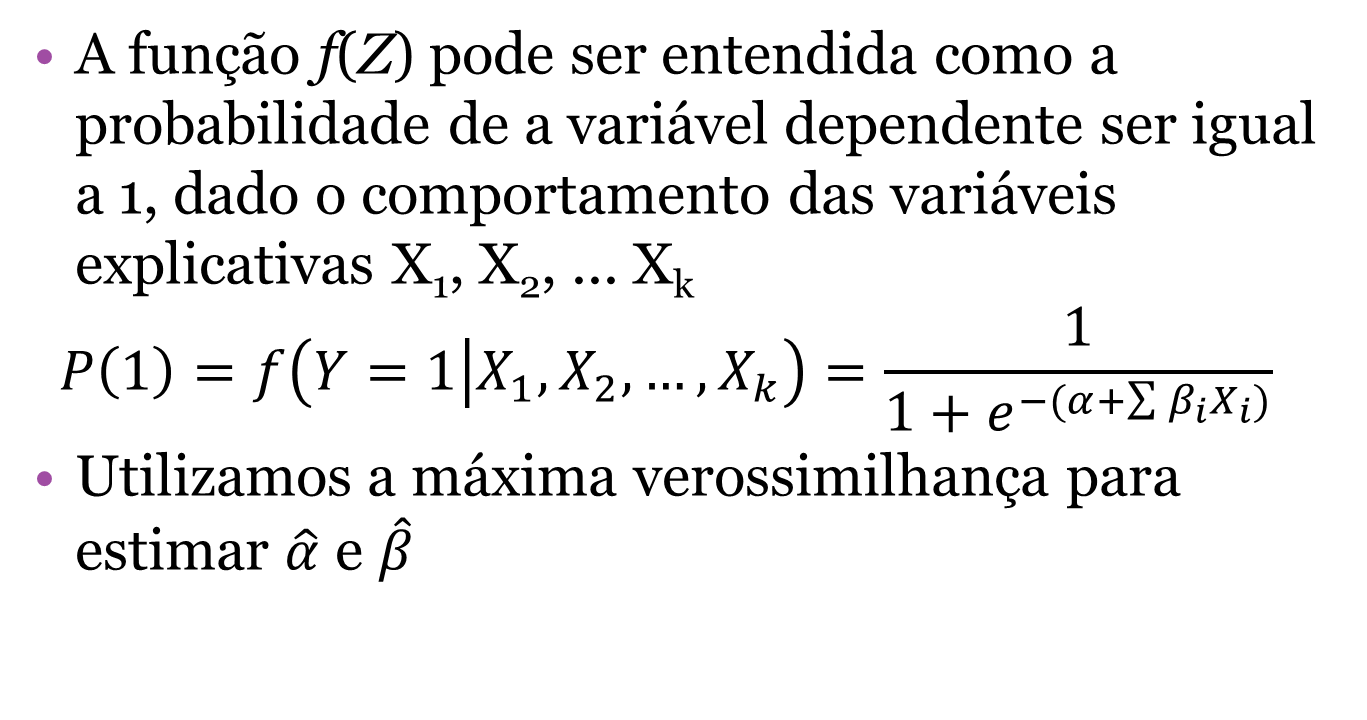 • A função f(Z) pode ser entendida como a
probabilidade de a variável dependente ser igual
a 1, dado o comportamento das variáveis
explicativas X₁, X₂, … Xₖ
P(1) = f(Y = 1|X₁, X₂, … , Xₖ) = 1 / (1 + e^−(α+∑ βᵢXᵢ))
• Utilizamos a máxima verossimilhança para
estimar α̂ e β̂